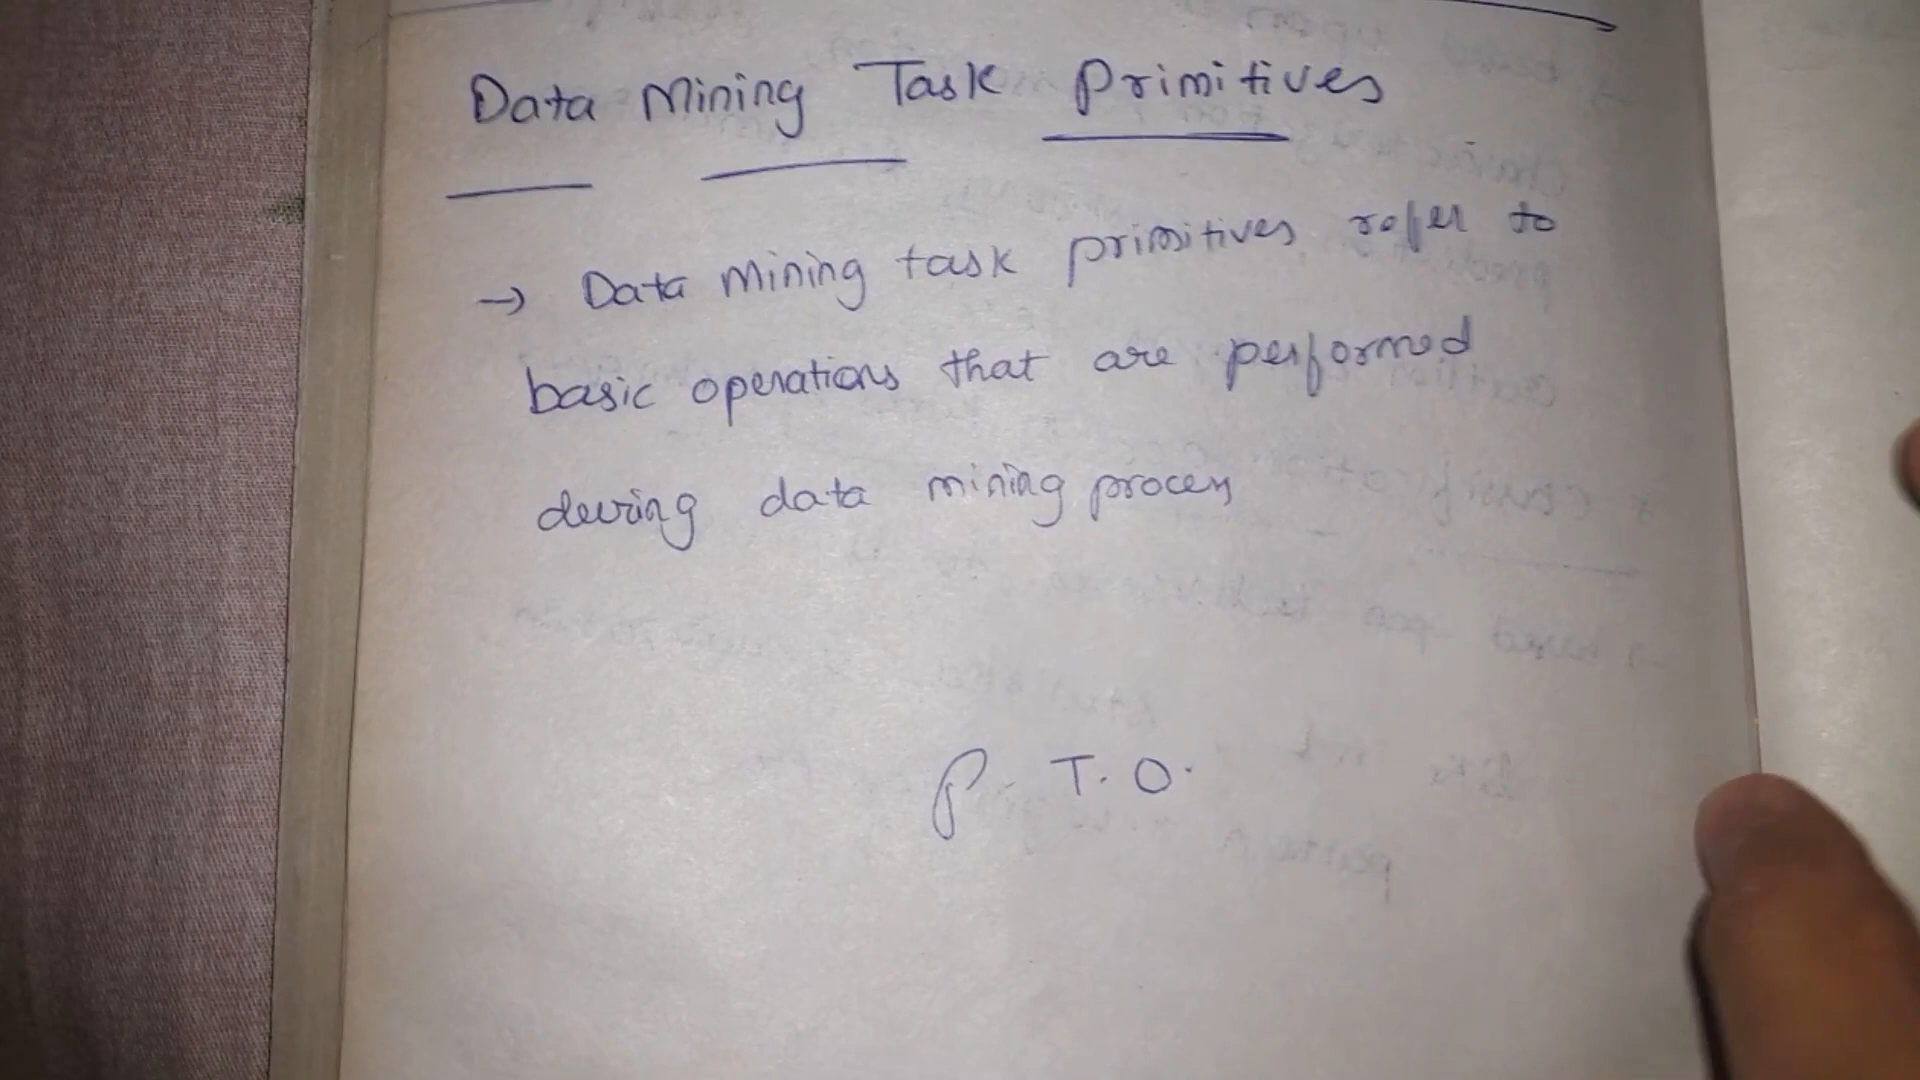 Data Mining Task Primitives
→ Data Mining task primitives refer to
basic operations that are performed
during data mining process
P. T. O.